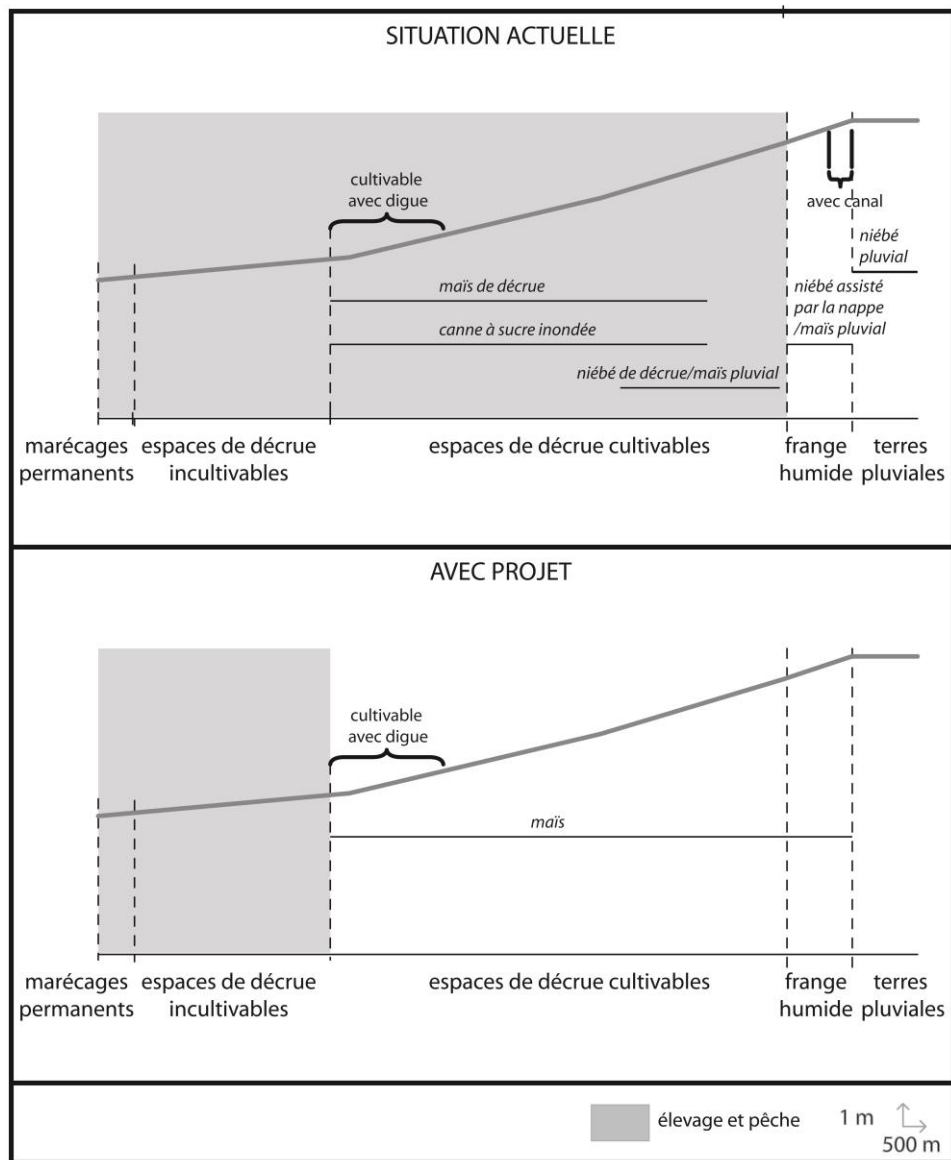 SITUATION ACTUELLE
cultivable
avec digue
avec canal
niébé
pluvial
maïs de décrue
niébé assisté
par la nappe
/maïs pluvial
canne à sucre inondée
niébé de décrue/maïs pluvial
marécages
permanents
espaces de décrue
incultivables
espaces de décrue cultivables
frange
humide
terres
pluviales
AVEC PROJET
cultivable
avec digue
maïs
marécages
permanents
espaces de décrue
incultivables
espaces de décrue cultivables
frange
humide
terres
pluviales
élevage et pêche
1 m
500 m